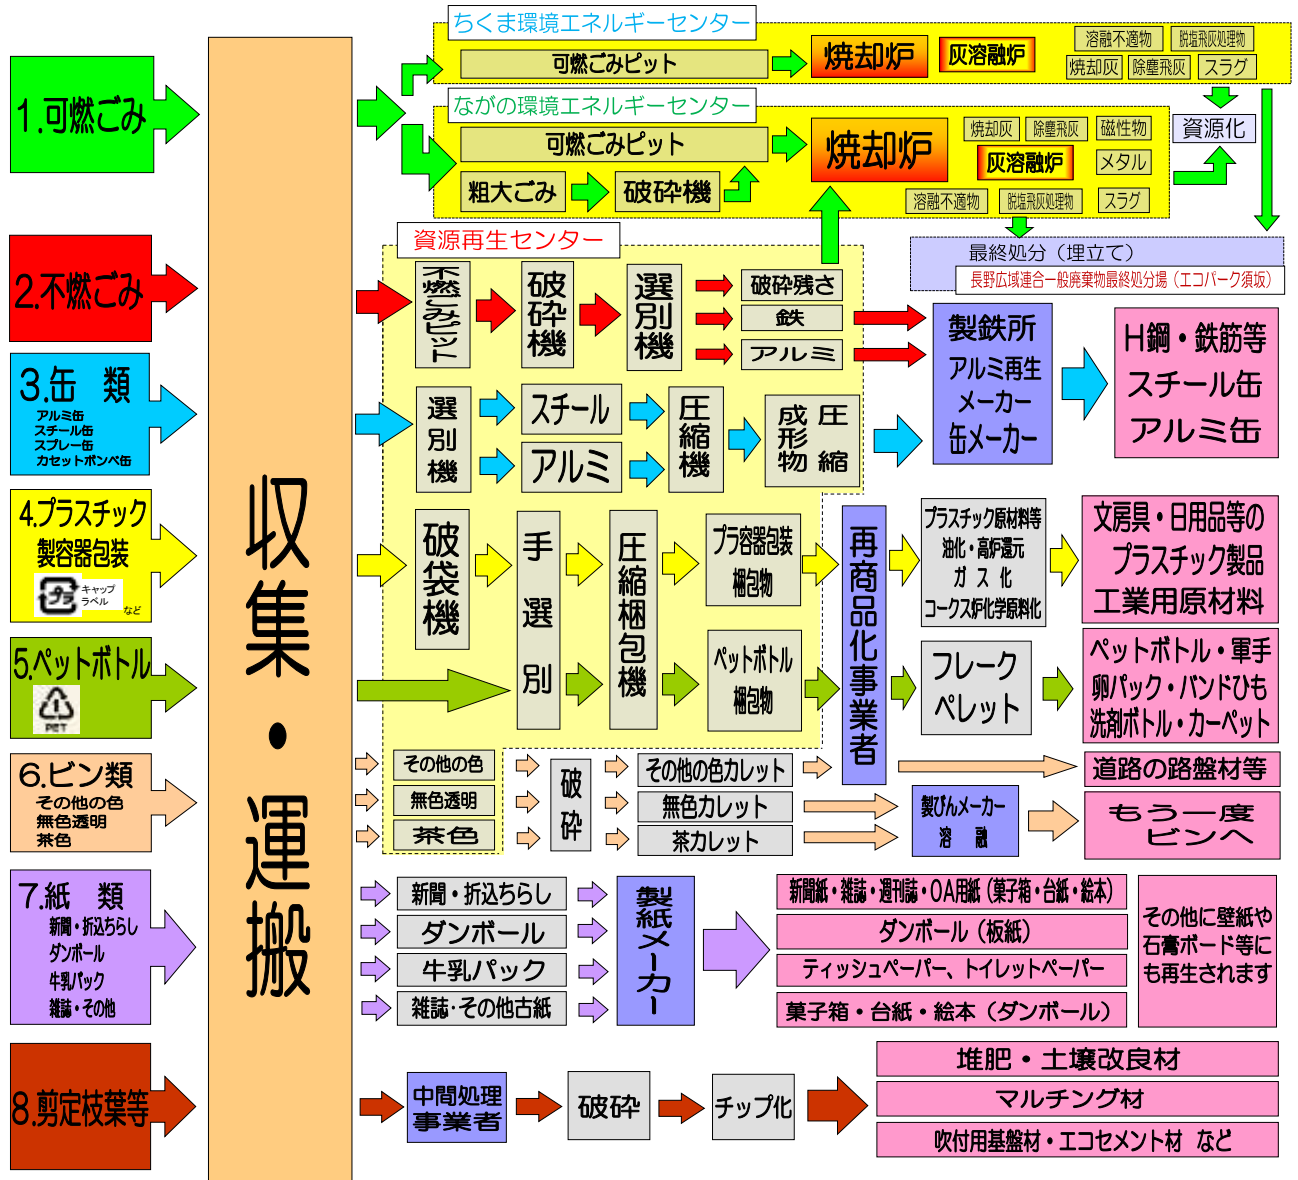 1.可燃ごみ
2.不燃ごみ
3.缶　類
アルミ缶
スチール缶
スプレー缶
カセットボンベ缶
4.プラスチック
製容器包装
プラ
キャップ
ラベル
など
5.ペットボトル
1
PET
6.ビン類
その他の色
無色透明
茶色
7.紙　類
新聞・折込ちらし
ダンボール
牛乳パック
雑誌・その他
8.剪定枝葉等
収集・運搬
ちくま環境エネルギーセンター
可燃ごみピット
焼却炉
灰溶融炉
溶融不適物
脱塩飛灰処理物
焼却灰
除塵飛灰
スラグ
ながの環境エネルギーセンター
可燃ごみピット
粗大ごみ
破砕機
焼却炉
焼却灰
除塵飛灰
磁性物
灰溶融炉
メタル
溶融不適物
脱塩飛灰処理物
スラグ
資源化
最終処分（埋立て）
長野広域連合一般廃棄物最終処分場（エコパーク須坂）
資源再生センター
不燃ごみピット
破砕機
選別機
破砕残さ
鉄
アルミ
製鉄所
アルミ再生
メーカー
缶メーカー
H鋼・鉄筋等
スチール缶
アルミ缶
選別機
スチール
アルミ
圧縮機
圧縮
成形物
破袋機
手選別
圧縮梱包機
プラ容器包装
梱包物
ペットボトル
梱包物
再商品化事業者
プラスチック原材料等
油化・高炉還元
ガス化
コークス炉化学原料化
文房具・日用品等の
プラスチック製品
工業用原材料
フレーク
ペレット
ペットボトル・軍手
卵パック・バンドひも
洗剤ボトル・カーペット
その他の色
無色透明
茶色
破砕
その他の色カレット
無色カレット
茶カレット
製びんメーカー
溶　融
道路の路盤材等
もう一度
ビンへ
新聞・折込ちらし
ダンボール
牛乳パック
雑誌・その他古紙
製紙メーカー
新聞紙・雑誌・週刊誌・OA用紙（菓子箱・台紙・絵本）
ダンボール（板紙）
ティッシュペーパー、トイレットペーパー
菓子箱・台紙・絵本（ダンボール）
その他に壁紙や
石膏ボード等に
も再生されます
中間処理
事業者
破砕
チップ化
堆肥・土壌改良材
マルチング材
吹付用基盤材・エコセメント材 など